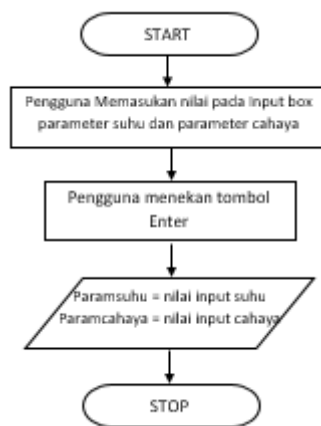 START
Pengguna Memasukan nilai pada Input box
parameter suhu dan parameter cahaya
Pengguna menekan tombol
Enter
Paramsuhu = nilai input suhu
Paramcahaya = nilai input cahaya
STOP